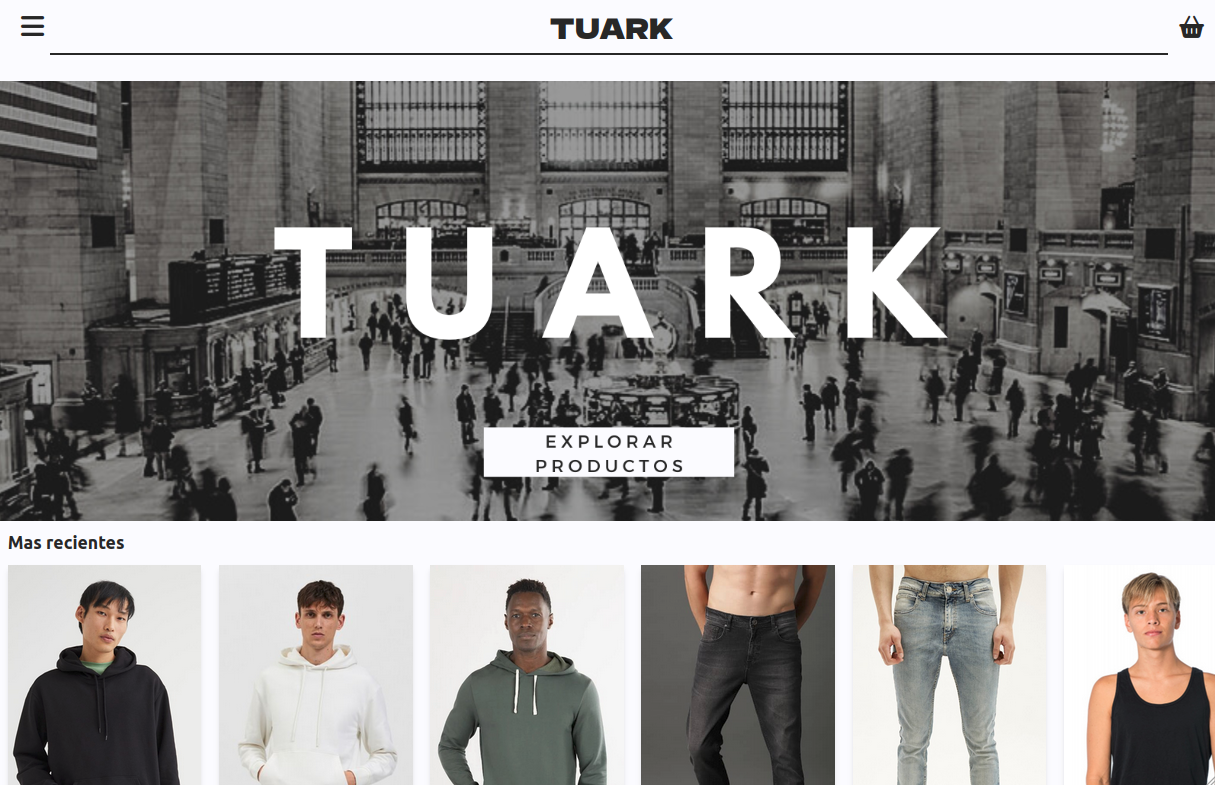 TUARK
TUARK
EXPLORAR
PRODUCTOS
Mas recientes